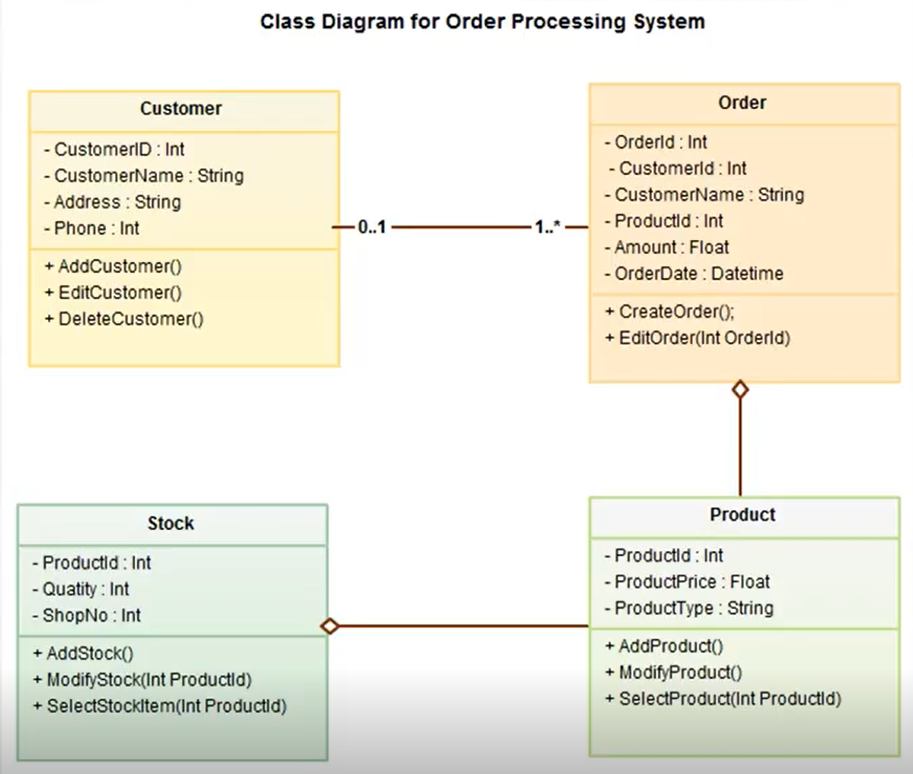 Class Diagram for Order Processing System
Customer
- CustomerID : Int
- CustomerName : String
- Address : String
- Phone : Int
+ AddCustomer()
+ EditCustomer()
+ DeleteCustomer()
0..1
1..*
Order
- OrderId : Int
- CustomerId : Int
- CustomerName : String
- ProductId : Int
- Amount : Float
- OrderDate : Datetime
+ CreateOrder();
+ EditOrder(Int OrderId)
Stock
- ProductId : Int
- Quatity : Int
- ShopNo : Int
+ AddStock()
+ ModifyStock(Int ProductId)
+ SelectStockItem(Int ProductId)
Product
- ProductId : Int
- ProductPrice : Float
- ProductType : String
+ AddProduct()
+ ModifyProduct()
+ SelectProduct(Int ProductId)